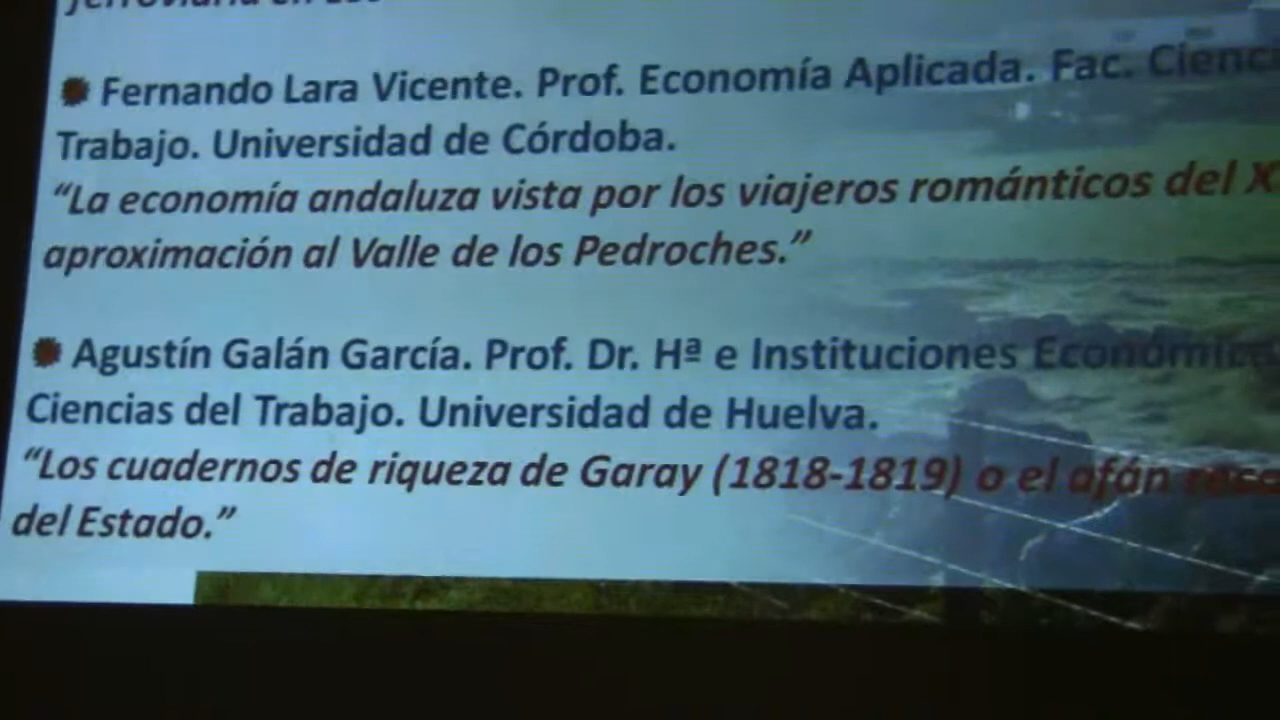 Fernando Lara Vicente. Prof. Economía Aplicada. Fac.
Trabajo. Universidad de Córdoba.
“La economía andaluza vista por los viajeros románticos del
aproximación al Valle de los Pedroches.”
Agustín Galán García. Prof. Dr. Hª e Instituciones
Ciencias del Trabajo. Universidad de Huelva.
“Los cuadernos de riqueza de Garay (1818-1819) o el afán
del Estado.”